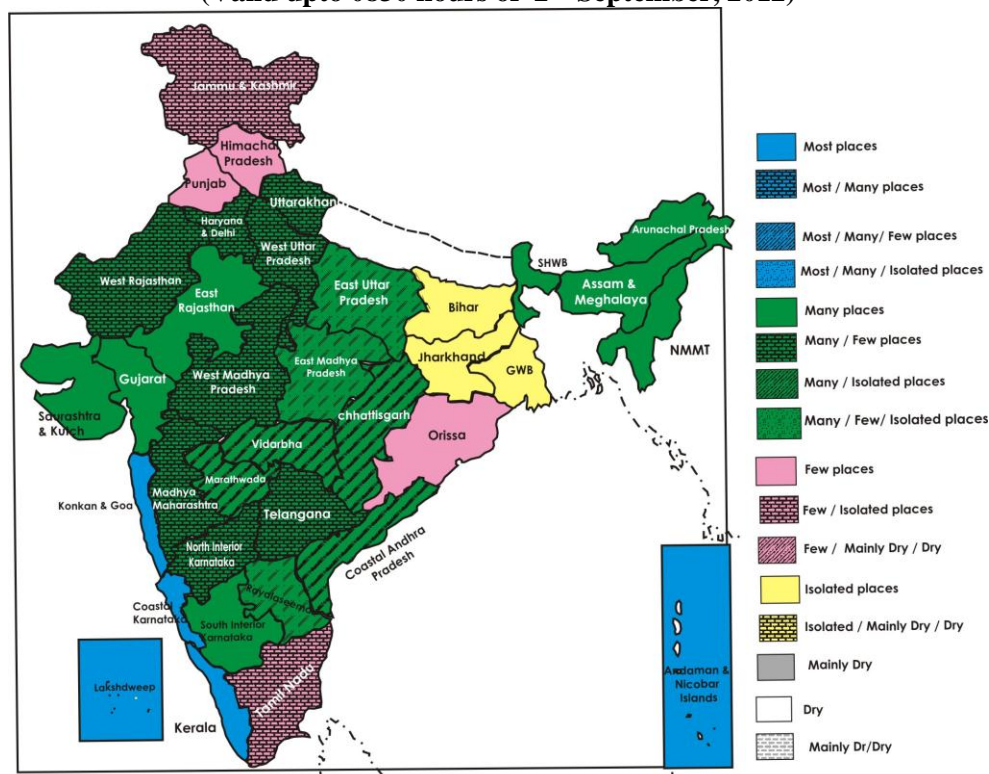 Jammu & Kashmir
Himachal
Pradesh
Punjab
Uttarakhand
Haryana
& Delhi
West Uttar
Pradesh
West Rajasthan
East
Rajasthan
East Uttar
Pradesh
Bihar
SHWB
Arunachal Pradesh
Assam &
Meghalaya
NMMT
Jharkhand
GWB
Gujarat
West Madhya
Pradesh
East Madhya
Pradesh
chhattisgarh
Saurashtra
& Kutch
Orissa
Vidarbha
Marathwada
Madhya
Maharashtra
Konkan & Goa
Telangana
North Interior
Karnataka
Coastal Andhra
Pradesh
Rayalaseema
Coastal
Karnataka
South Interior
Karnataka
Lakshdweep
Kerala
Tamil Nadu
Andaman &
Nicobar
Islands
Most places
Most / Many places
Most / Many/ Few places
Most / Many / Isolated places
Many places
Many / Few places
Many / Isolated places
Many / Few/ Isolated places
Few places
Few / Isolated places
Few / Mainly Dry / Dry
Isolated places
Isolated / Mainly Dry / Dry
Mainly Dry
Dry
Mainly Dr/Dry